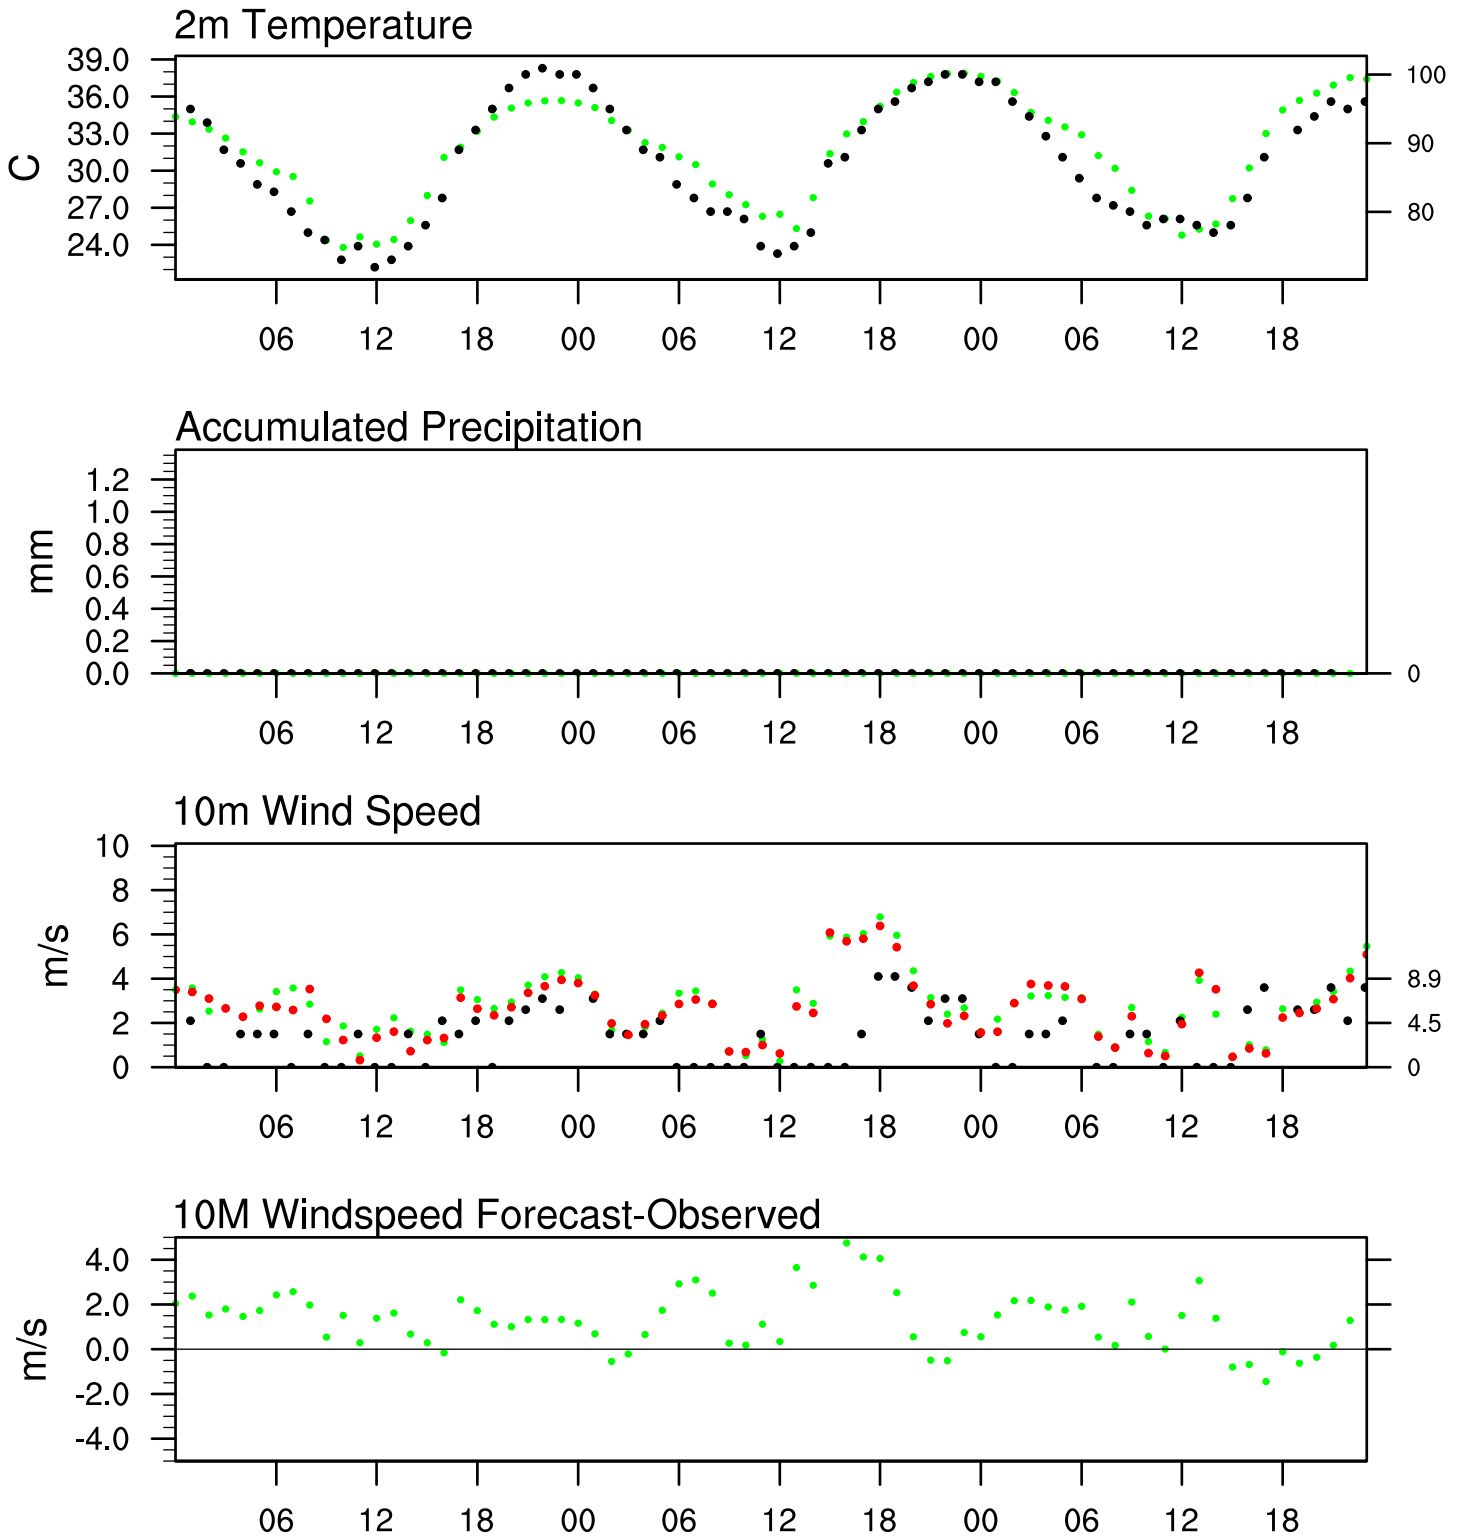 2m Temperature
39.0
36.0
33.0
30.0
27.0
24.0
C
100
90
80
06 12 18 00 06 12 18 00 06 12 18
Accumulated Precipitation
1.2
1.0
0.8
0.6
0.4
0.2
0.0
mm
0
06 12 18 00 06 12 18 00 06 12 18
10m Wind Speed
10
8
6
4
2
0
m/s
8.9
4.5
0
06 12 18 00 06 12 18 00 06 12 18
10M Windspeed Forecast-Observed
4.0
2.0
0.0
-2.0
-4.0
m/s
06 12 18 00 06 12 18 00 06 12 18